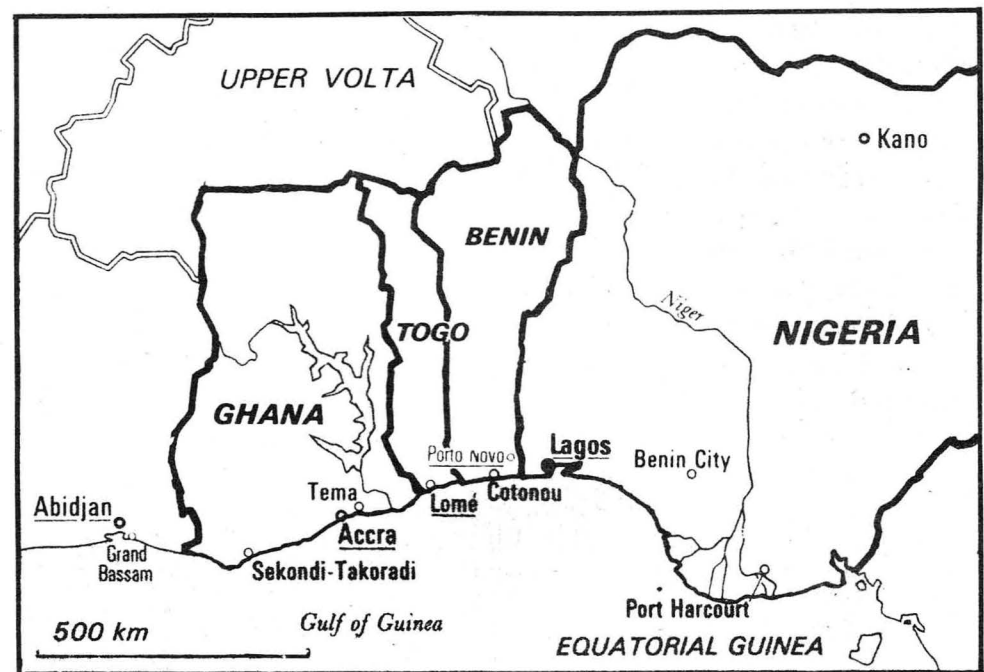 UPPER VOLTA
Kano
BENIN
Niger
TOGO
NIGERIA
GHANA
Porto Novo
Lagos
Benin City
Tema
Lomé
Cotonou
Abidjan
Accra
Grand
Bassam
Sekondi-Takoradi
Port Harcourt
Gulf of Guinea
500 km
EQUATORIAL GUINEA